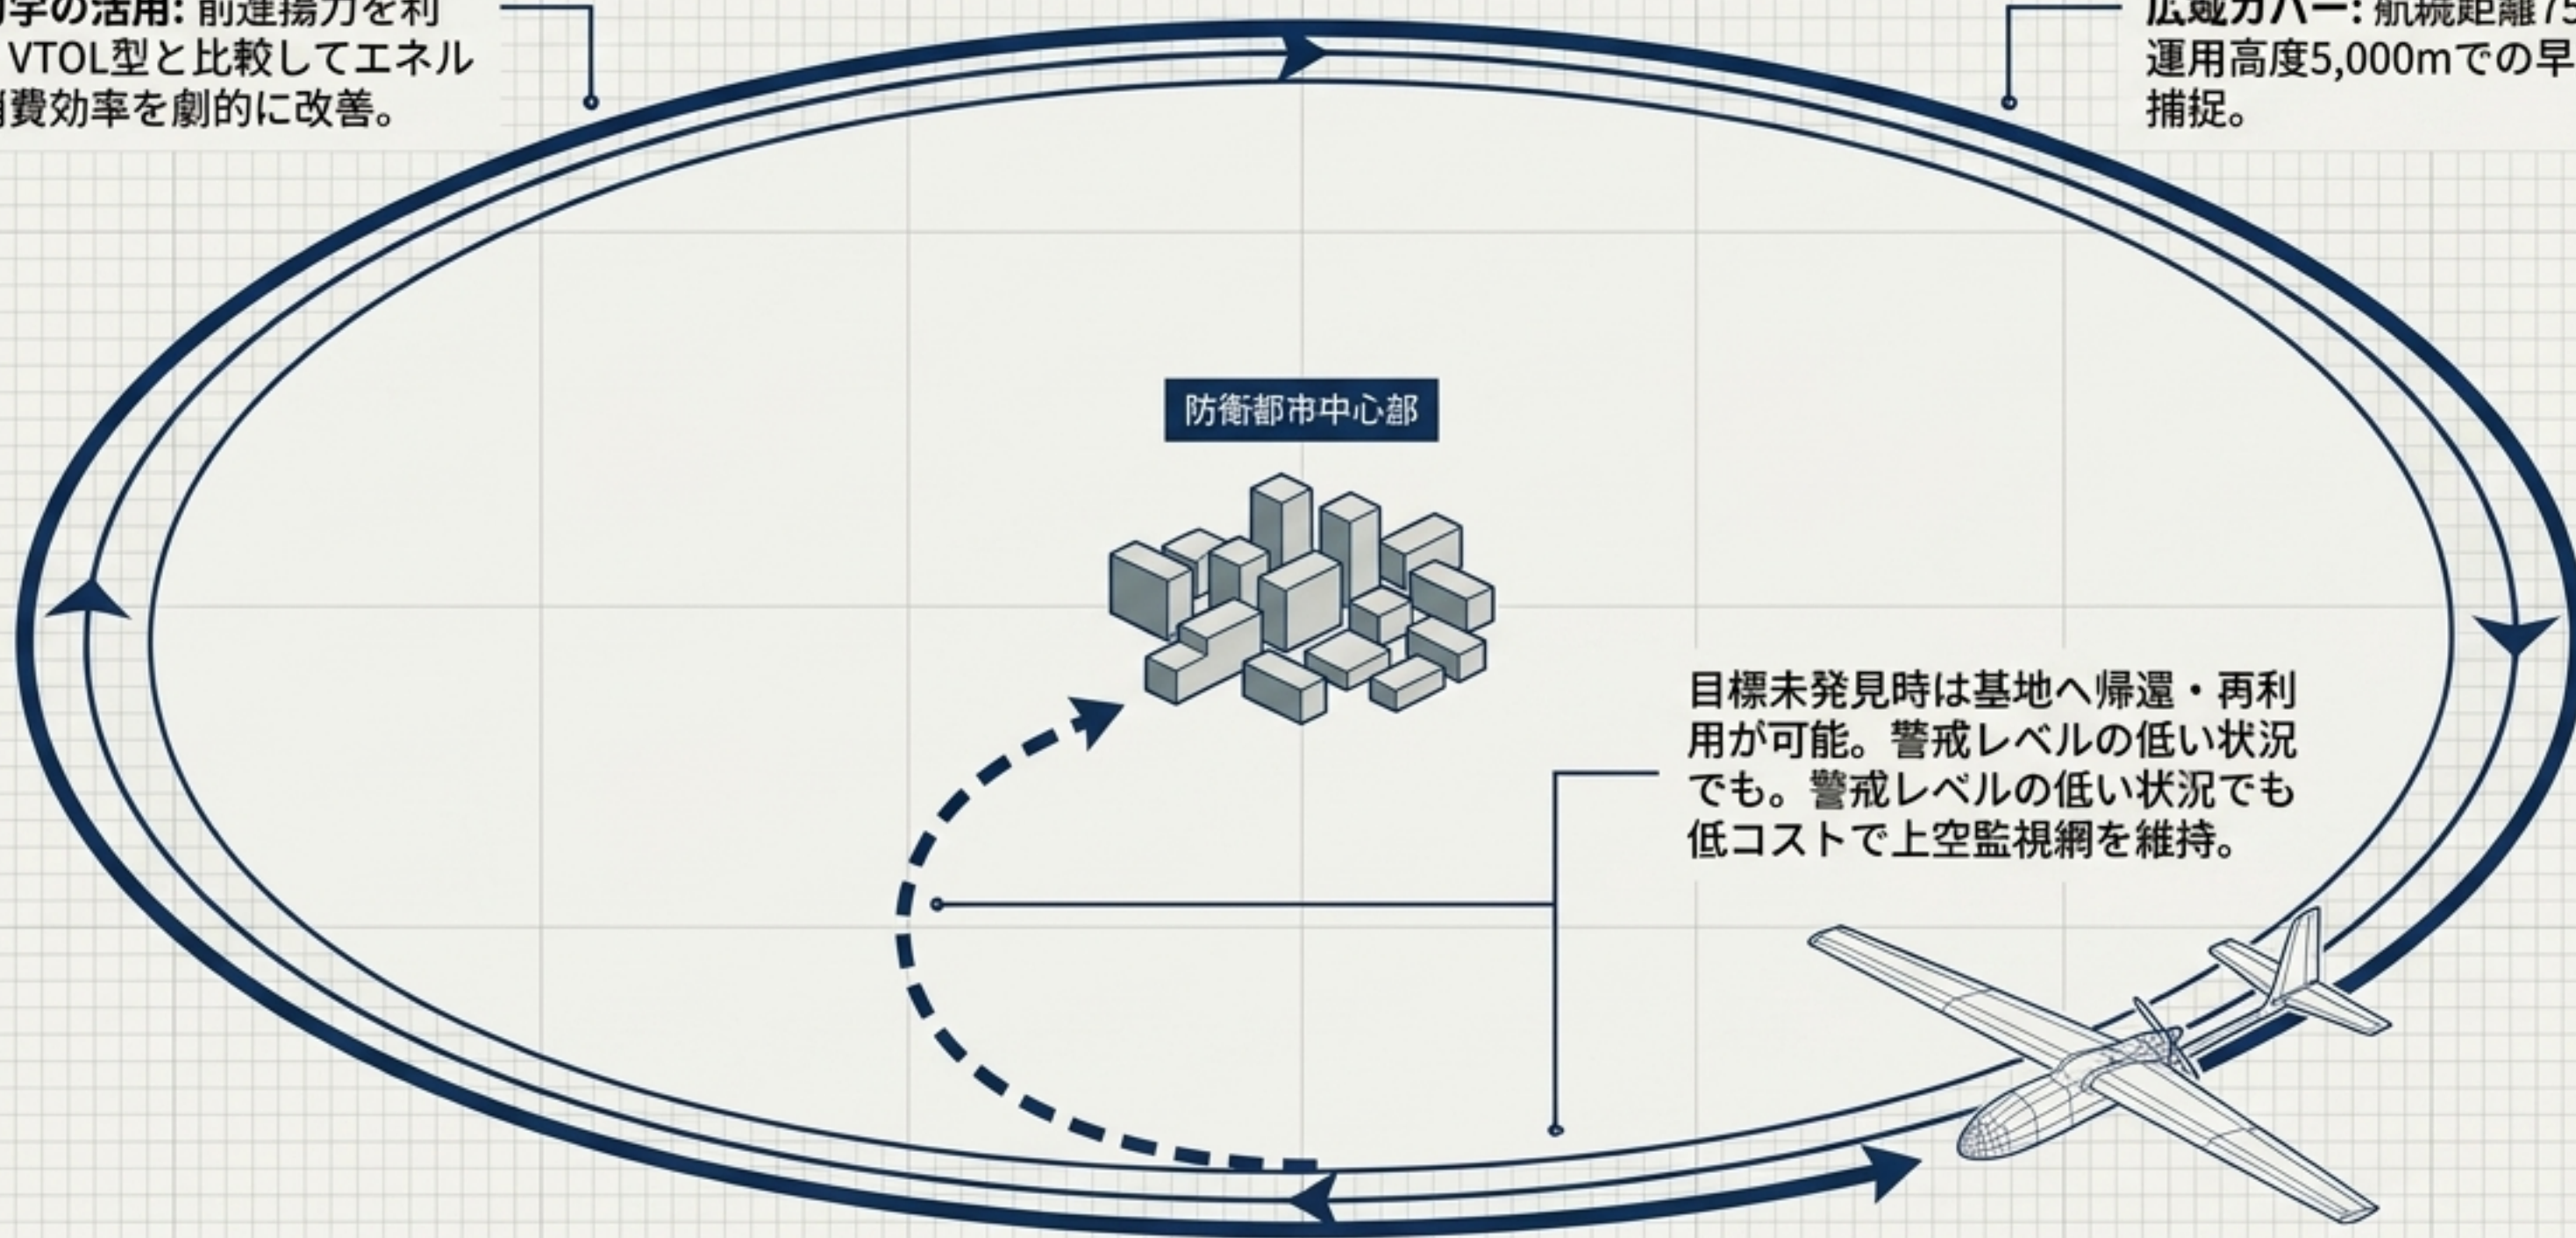 学の活用: 前進揚力を利
VTOL型と比較してエネル
消費効率を劇的に改善。
広域カバー: 航続距離75
運用高度5,000mでの早
捕捉。
防衛都市中心部
目標未発見時は基地へ帰還・再利
用が可能。警戒レベルの低い状況
でも。警戒レベルの低い状況でも
低コストで上空監視網を維持。